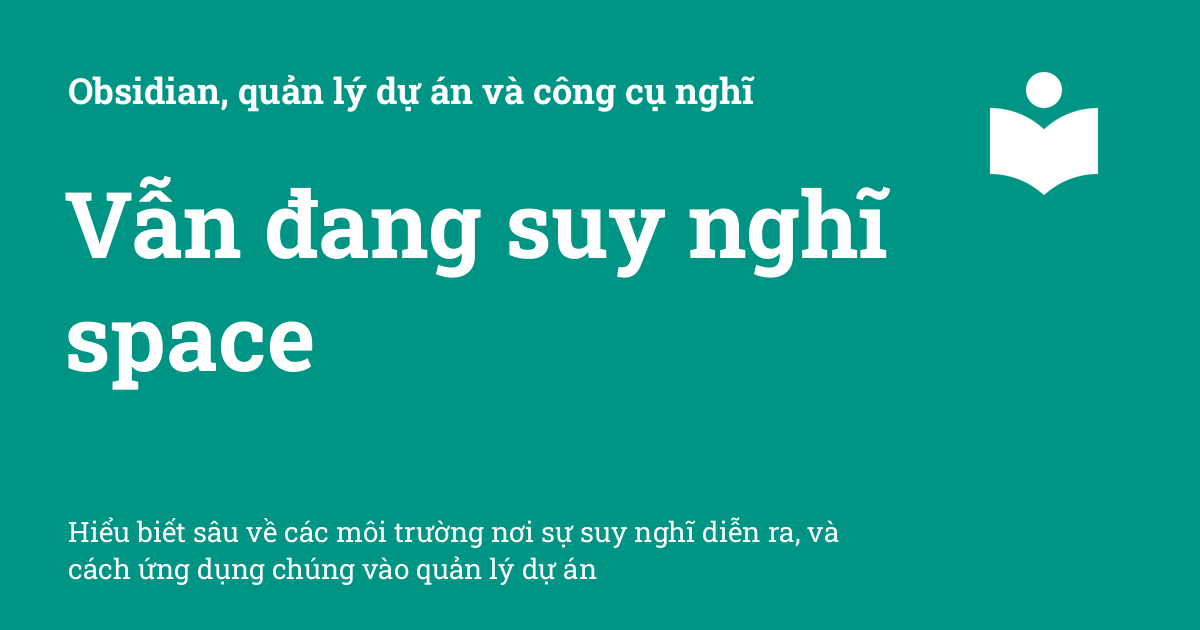 Obsidian, quản lý dự án và công cụ nghĩ
Vẫn đang suy nghĩ
space
Hiểu biết sâu về các môi trường nơi sự suy nghĩ diễn ra, và
cách ứng dụng chúng vào quản lý dự án